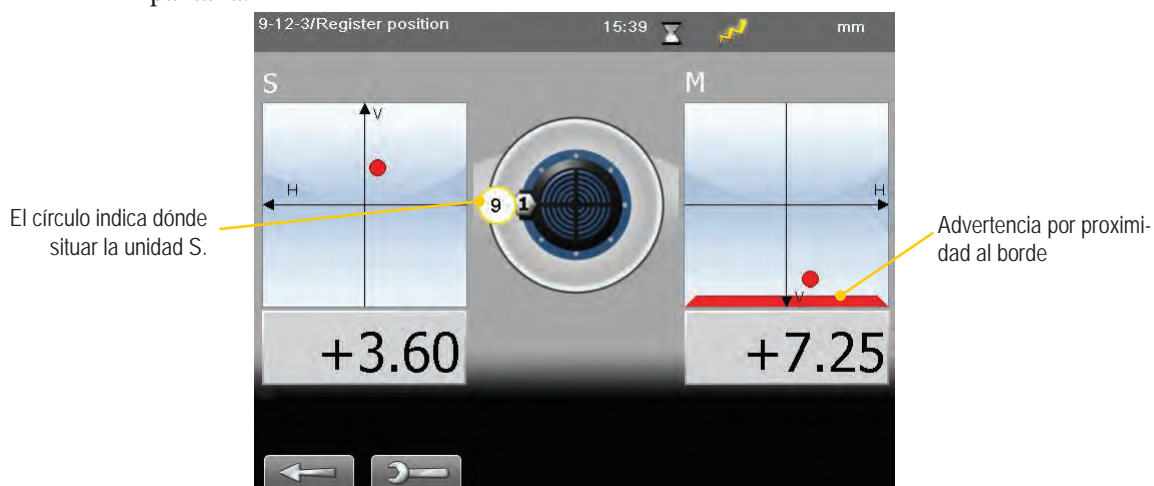 9-12-3/Register position 15:39 mm
S
M
V
H
H
V
9 1
El círculo indica dónde
situar la unidad S.
Advertencia por proximi-
dad al borde
+3.60
+7.25